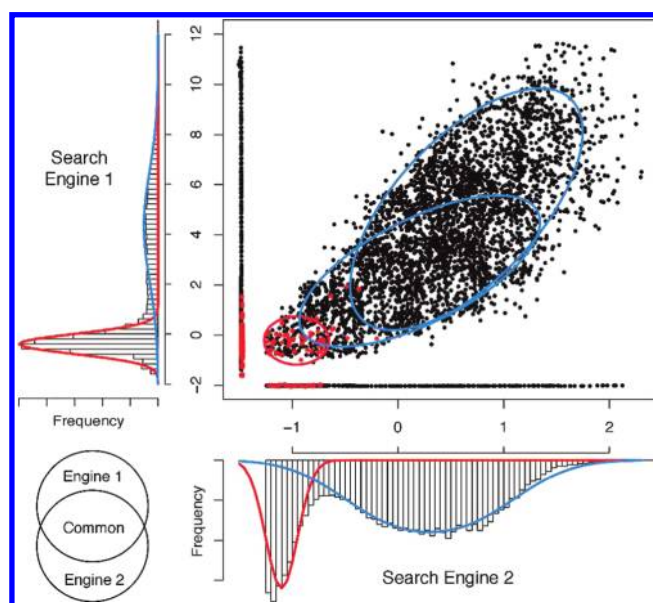 12
10
8
6
4
2
0
−2
Search
Engine 1
Frequency
−1
0
1
2
Engine 1
Common
Engine 2
Frequency
Search Engine 2